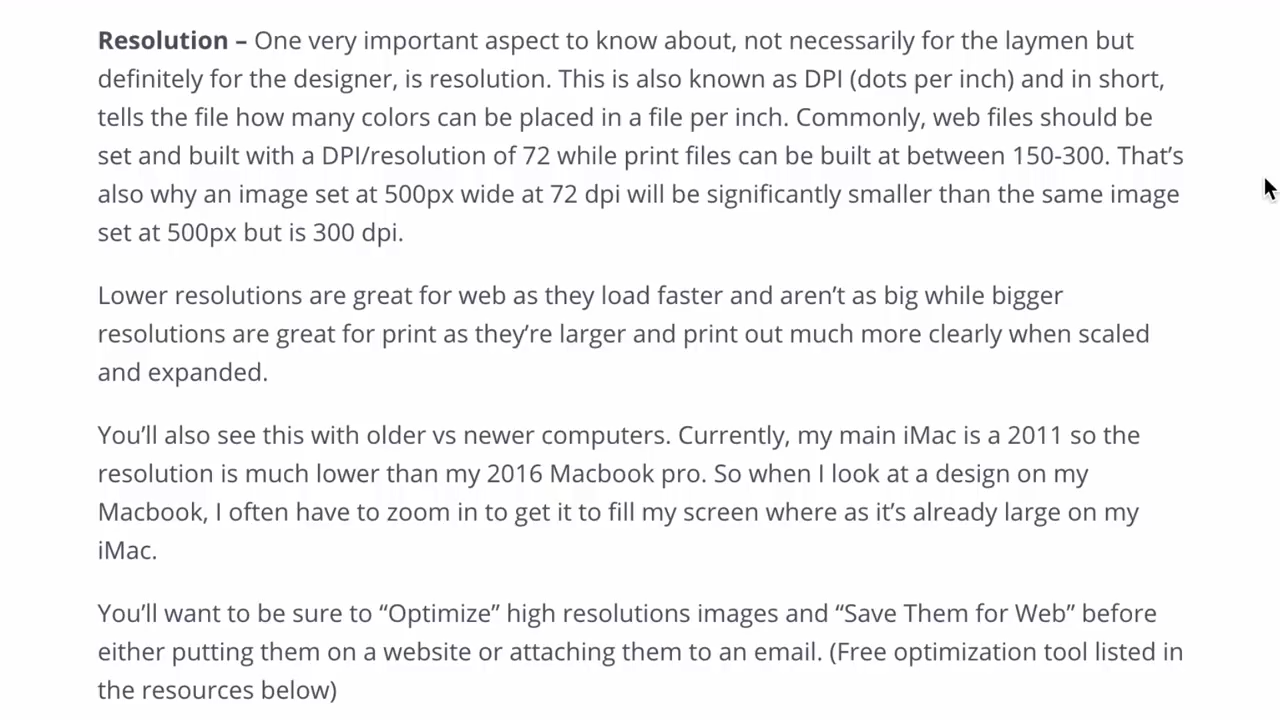 Resolution – One very important aspect to know about, not necessarily for the laymen but
definitely for the designer, is resolution. This is also known as DPI (dots per inch) and in short,
tells the file how many colors can be placed in a file per inch. Commonly, web files should be
set and built with a DPI/resolution of 72 while print files can be built at between 150-300. That’s
also why an image set at 500px wide at 72 dpi will be significantly smaller than the same image
set at 500px but is 300 dpi.
Lower resolutions are great for web as they load faster and aren’t as big while bigger
resolutions are great for print as they’re larger and print out much more clearly when scaled
and expanded.
You’ll also see this with older vs newer computers. Currently, my main iMac is a 2011 so the
resolution is much lower than my 2016 Macbook pro. So when I look at a design on my
Macbook, I often have to zoom in to get it to fill my screen where as it’s already large on my
iMac.
You’ll want to be sure to “Optimize” high resolutions images and “Save Them for Web” before
either putting them on a website or attaching them to an email. (Free optimization tool listed in
the resources below)